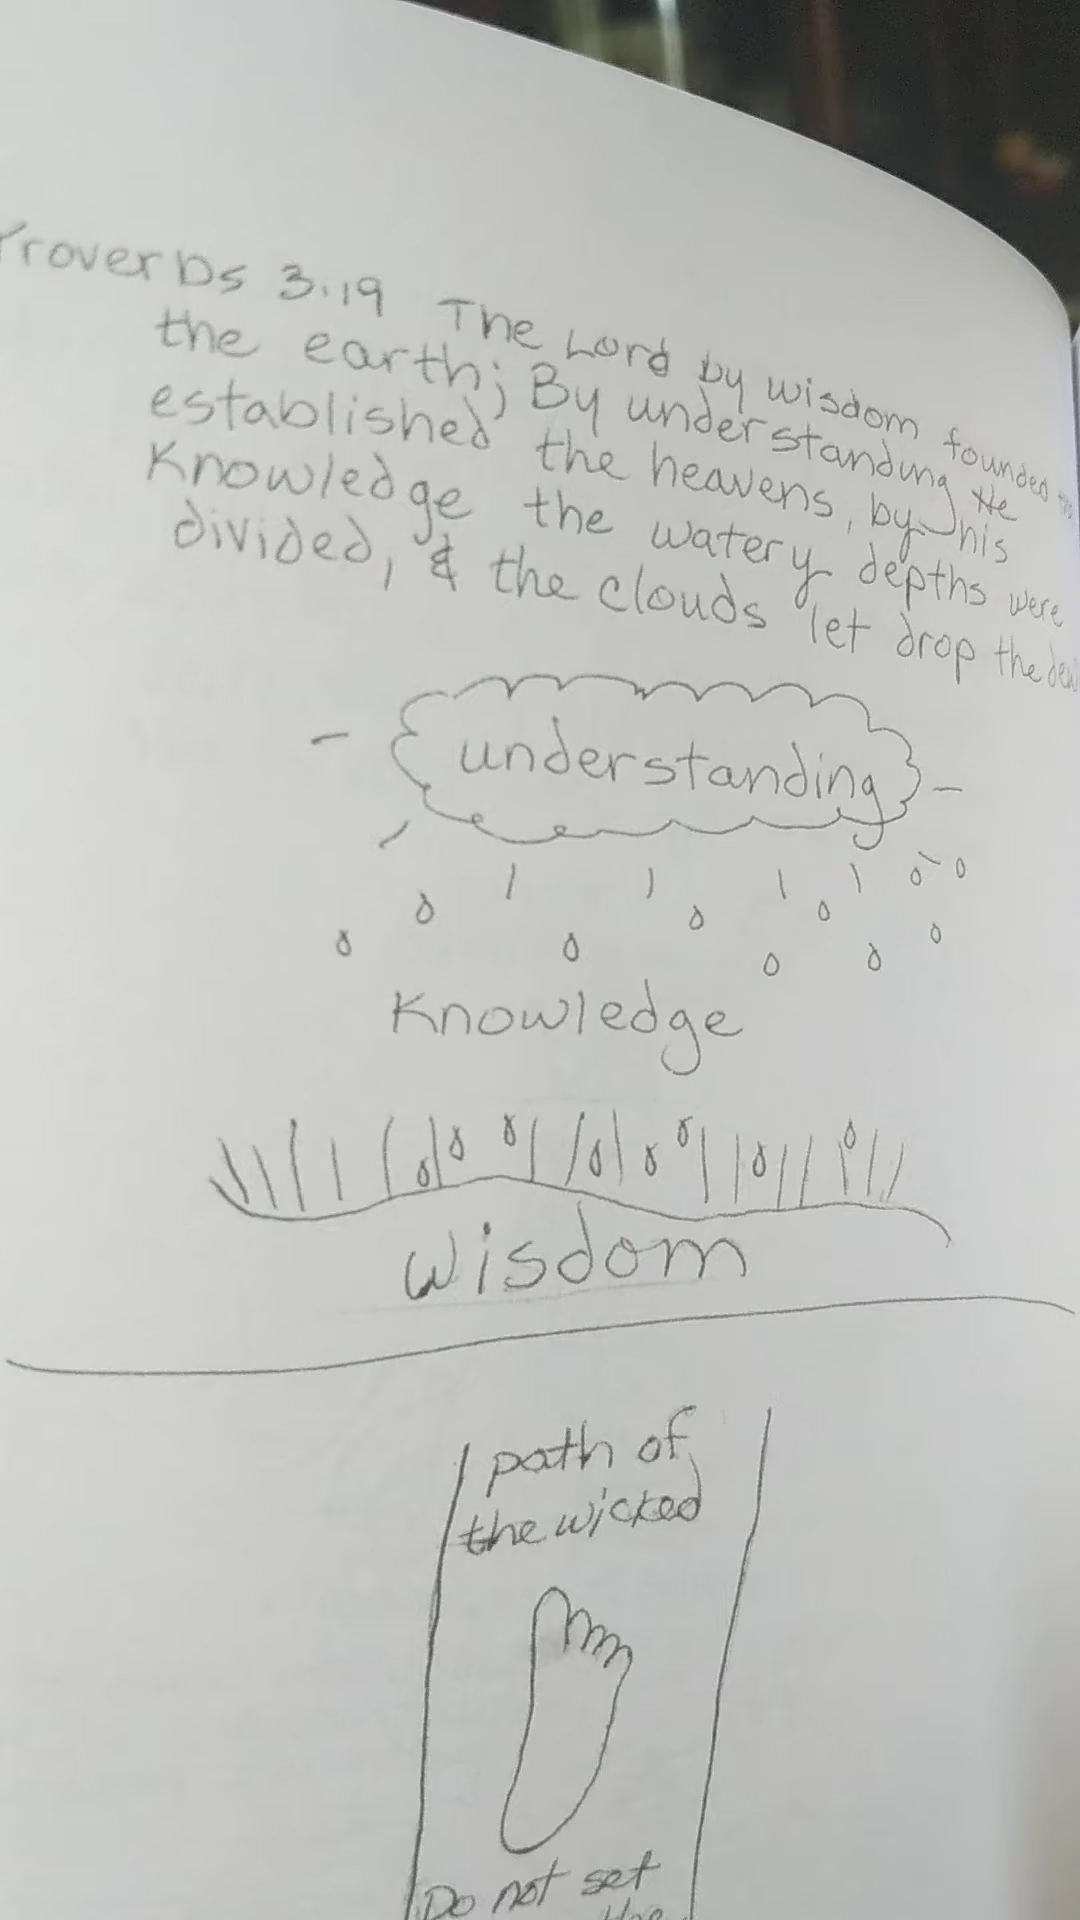 Proverbs 3:19 The Lord by wisdom founded
the earth; By understanding He
established the heavens, by his
Knowledge the watery depths were
divided, & the clouds let drop the dew
understanding
Knowledge
wisdom
path of
the wicked
Do not set
the